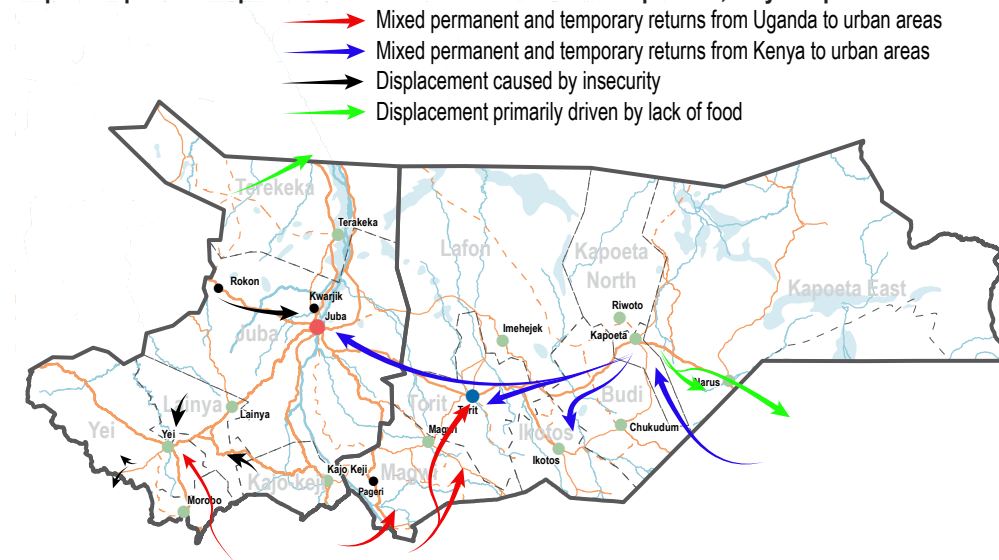 Mixed permanent and temporary returns from Uganda to urban areas
Mixed permanent and temporary returns from Kenya to urban areas
Displacement caused by insecurity
Displacement primarily driven by lack of food
Terekeka
Terakeka
Lafon
Kapoeta
North
Kapoeta East
Rokon
Kwarjik
Juba
Juba
Riwoto
Imehejek
Kapoeta
Narus
Budi
Lainya
Lainya
Torit
Torit
Yei
Yei
Magwi
Ikotos
Chukudum
Ikotos
Kajo Keji
Kajo-keji
Magwi
Pageri
Morobo